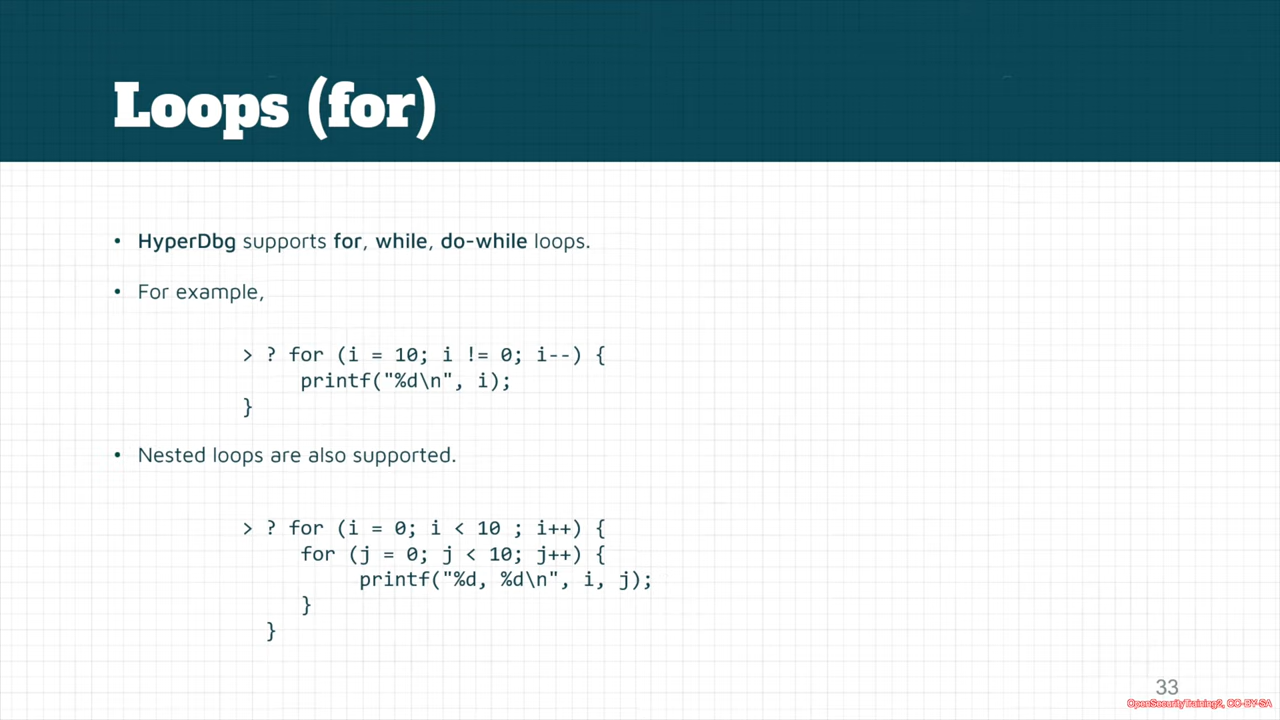 Loops (for)
• HyperDbg supports for, while, do-while loops.
• For example,
> ? for (i = 10; i != 0; i--) {
printf("%d\n", i);
}
• Nested loops are also supported.
> ? for (i = 0; i < 10 ; i++) {
for (j = 0; j < 10; j++) {
printf("%d, %d\n", i, j);
}
}
33
OpenSecurityTraining2, CC-BY-SA